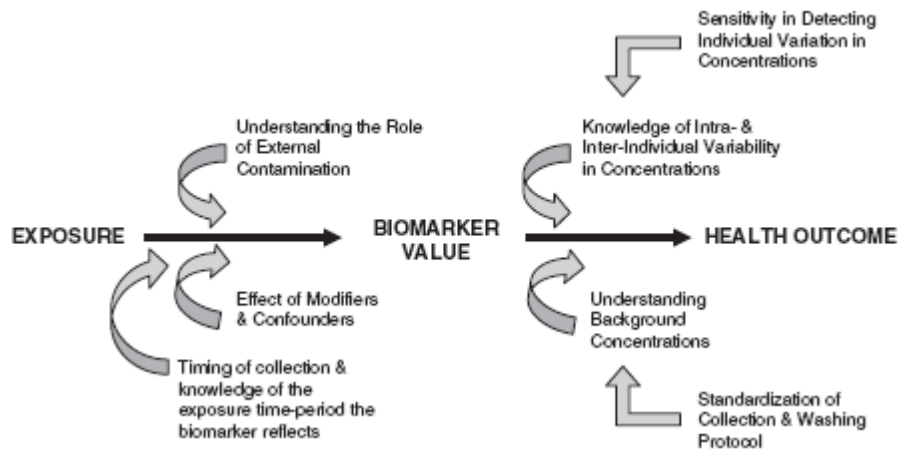 Sensitivity in Detecting
Individual Variation in
Concentrations
Understanding the Role
of External
Contamination
Knowledge of Intra- &
Inter-Individual Variability
in Concentrations
EXPOSURE
BIOMARKER
VALUE
HEALTH OUTCOME
Effect of Modifiers
& Confounders
Understanding
Background
Concentrations
Timing of collection &
knowledge of the
exposure time-period the
biomarker reflects
Standardization of
Collection & Washing
Protocol